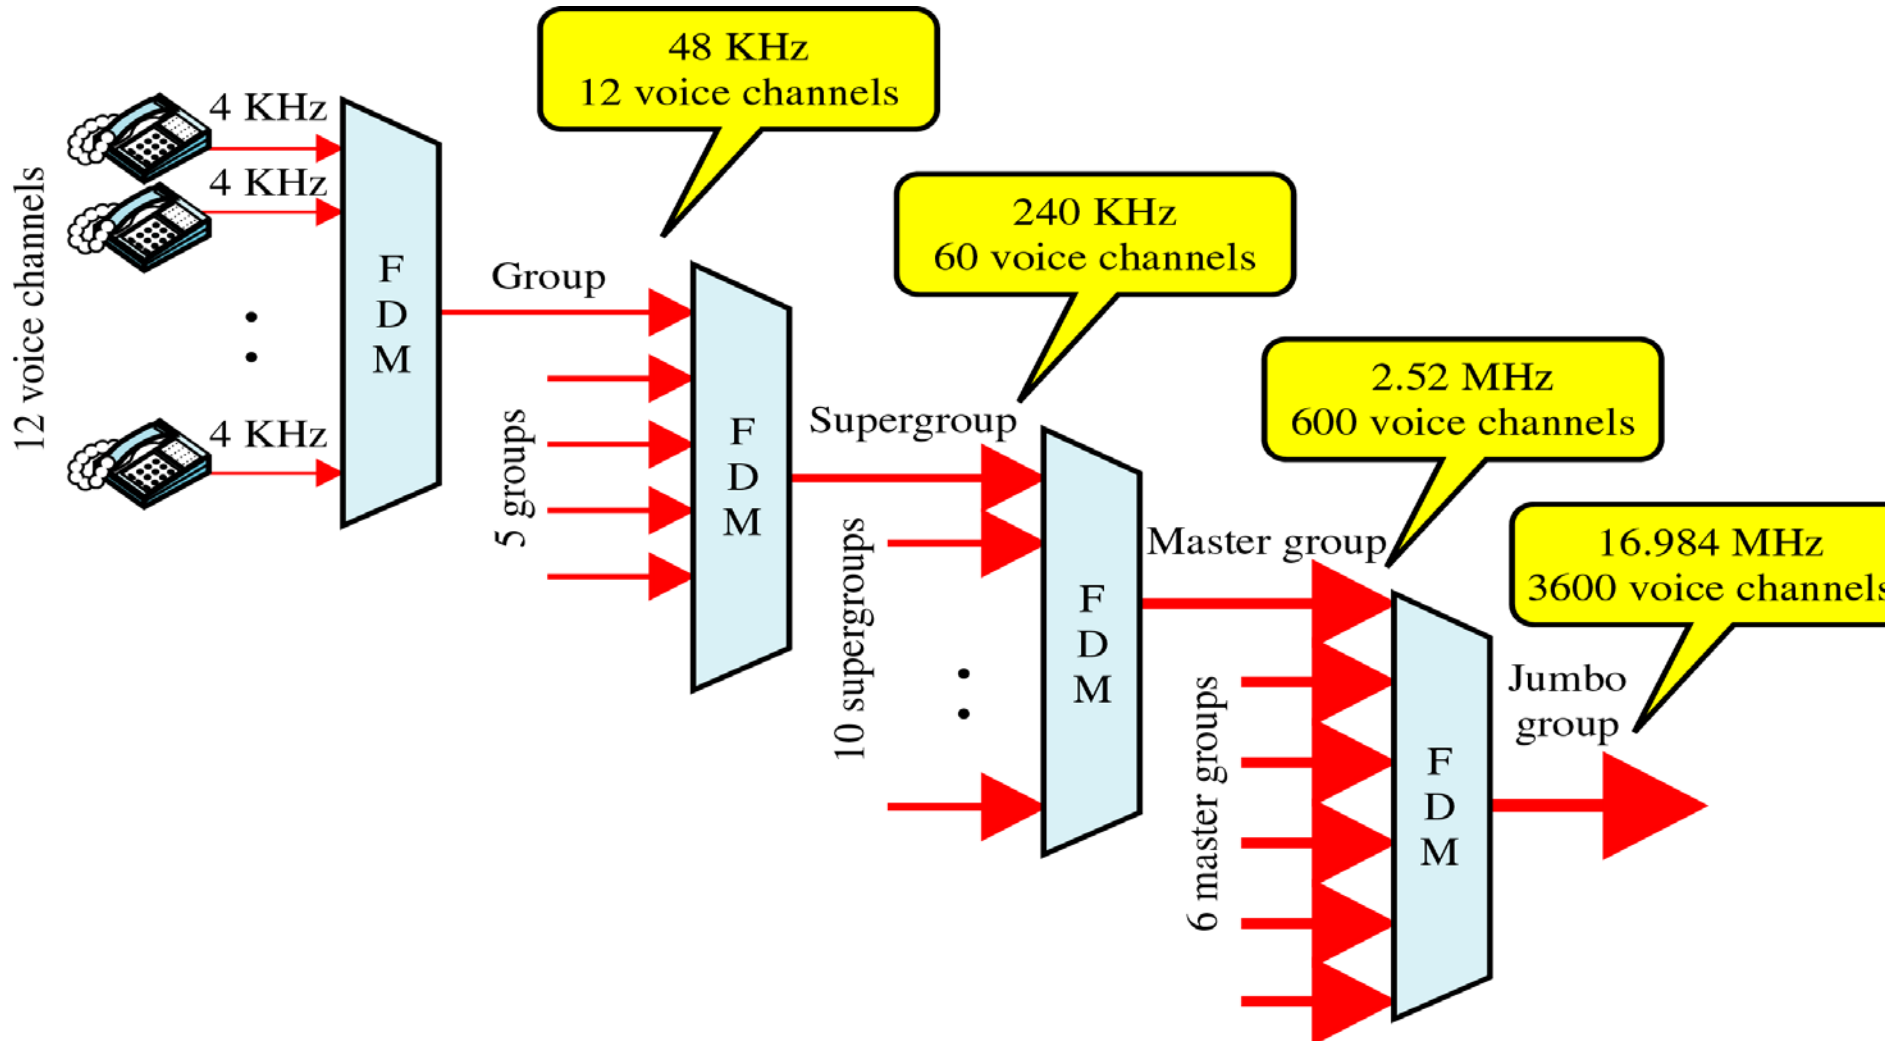 48 KHz
12 voice channels
4 KHz
4 KHz
4 KHz
12 voice channels
F
D
M
Group
240 KHz
60 voice channels
5 groups
F
D
M
Supergroup
2.52 MHz
600 voice channels
10 supergroups
F
D
M
Master group
16.984 MHz
3600 voice channels
6 master groups
F
D
M
Jumbo
group